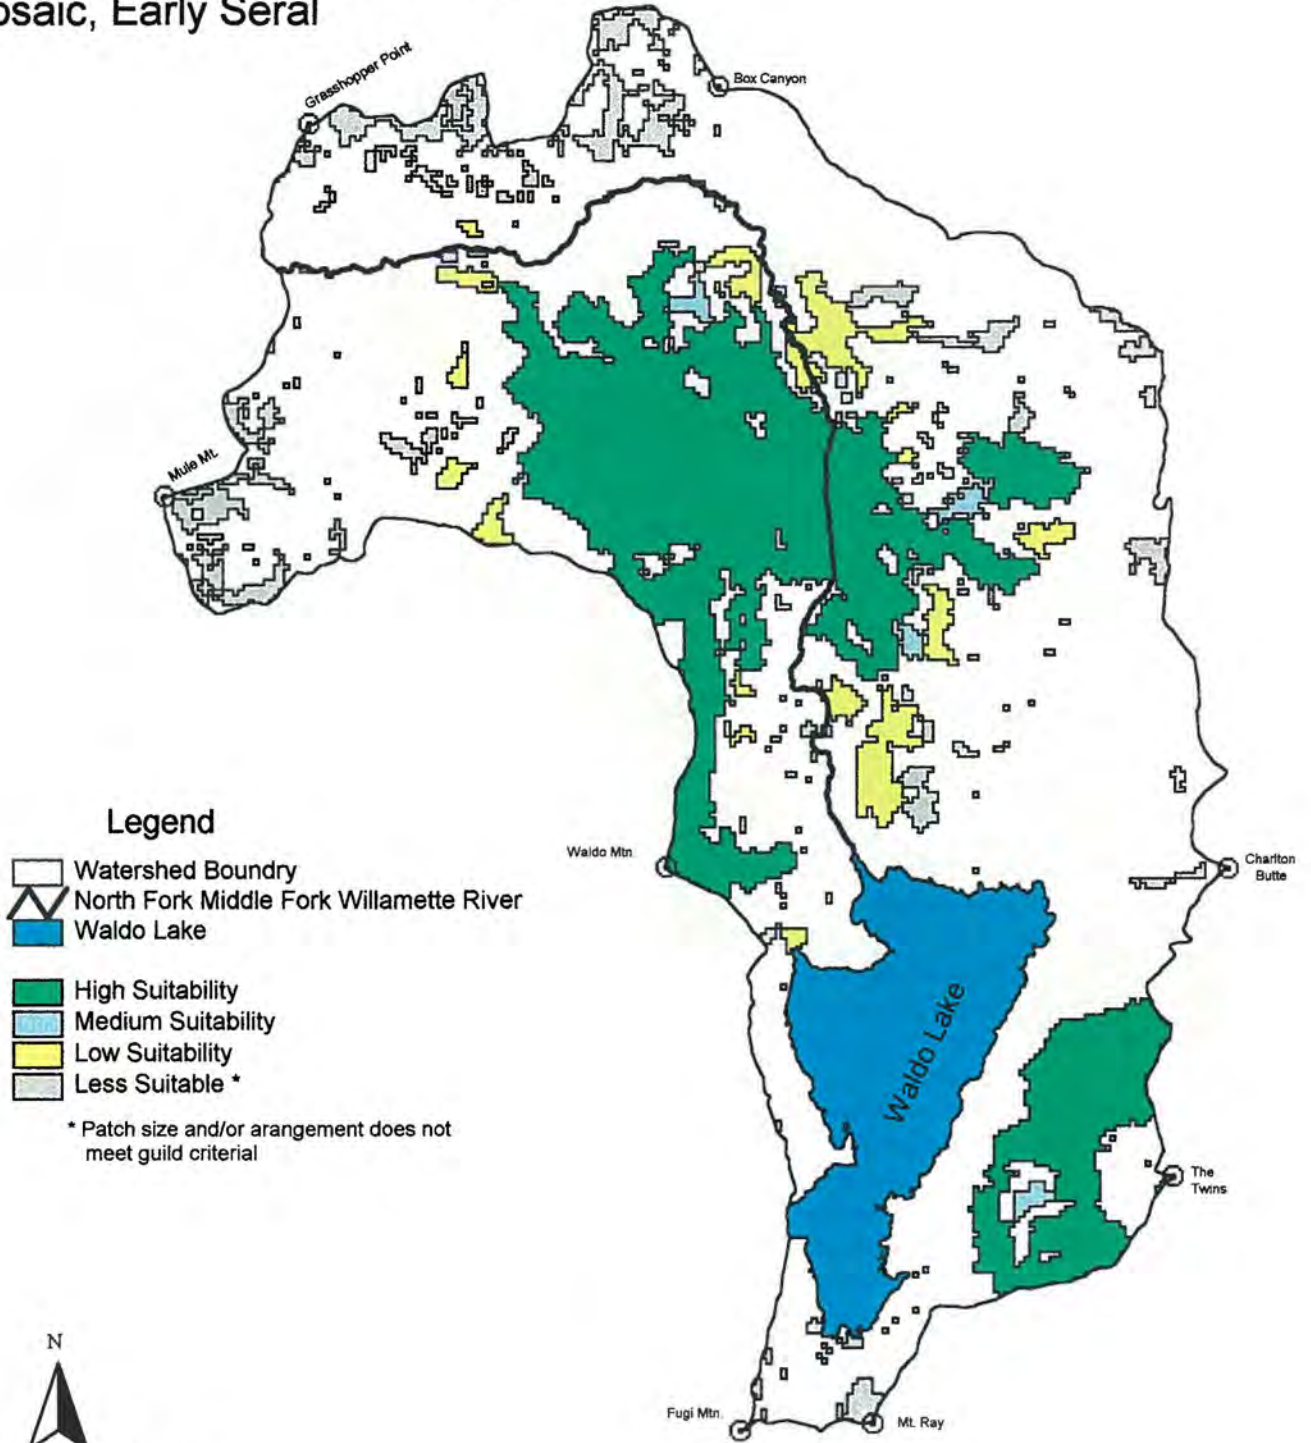 osaic, Early Seral
Grasshopper Point
Box Canyon
Mule Mt.
Legend
Watershed Boundry
North Fork Middle Fork Willamette River
Waldo Lake
High Suitability
Medium Suitability
Low Suitability
Less Suitable *
* Patch size and/or arangement does not
meet guild criterial
Waldo Mtn.
Charlton
Butte
Waldo Lake
The
Twins
N
Fugi Mtn.
Mt. Ray